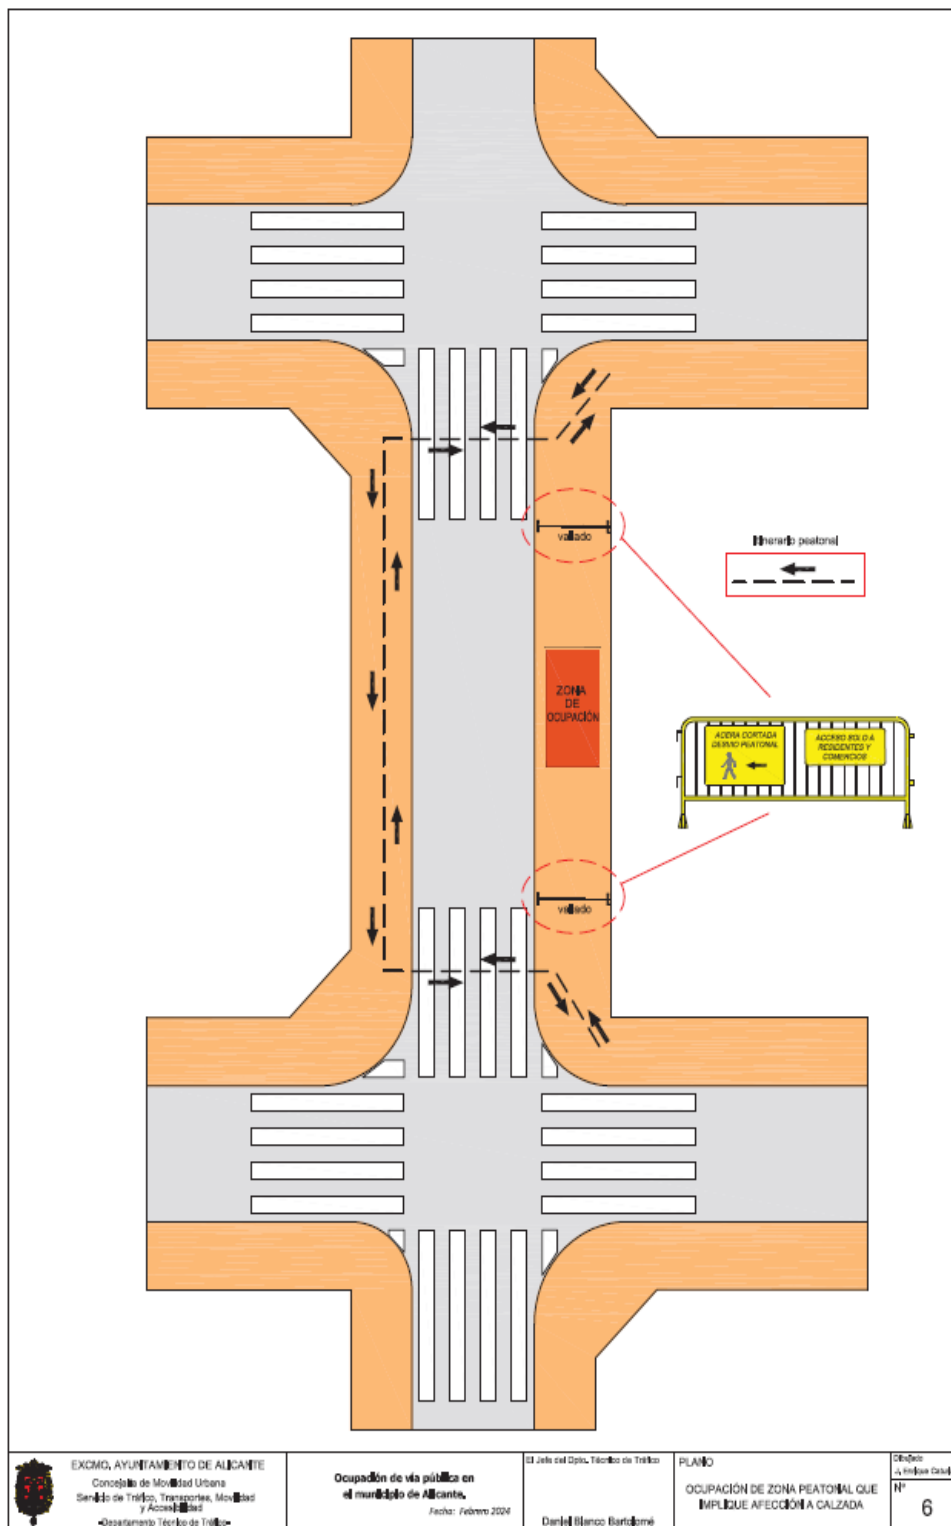 vallado
Itinerario peatonal
ZONA
DE
OCUPACIÓN
ACERA CORTADA
DESVIO PEATONAL
ACCESO SOLO A
RESIDENTES Y
COMERCIOS
vallado
EXCMO. AYUNTAMIENTO DE ALICANTE
Concejalía de Movilidad Urbana
Servicio de Tráfico, Transportes, Movilidad
y Accesibilidad
-Departamento Técnico de Tráfico-
Ocupación de vía pública en
el municipio de Alicante.
Fecha: Febrero 2024
El Jefe del Dpto. Técnico de Tráfico
Daniel Blanco Bartolomé
PLANO
OCUPACIÓN DE ZONA PEATONAL QUE
IMPLIQUE AFECCIÓN A CALZADA
Dibujado
J. Enrique
Nº
6